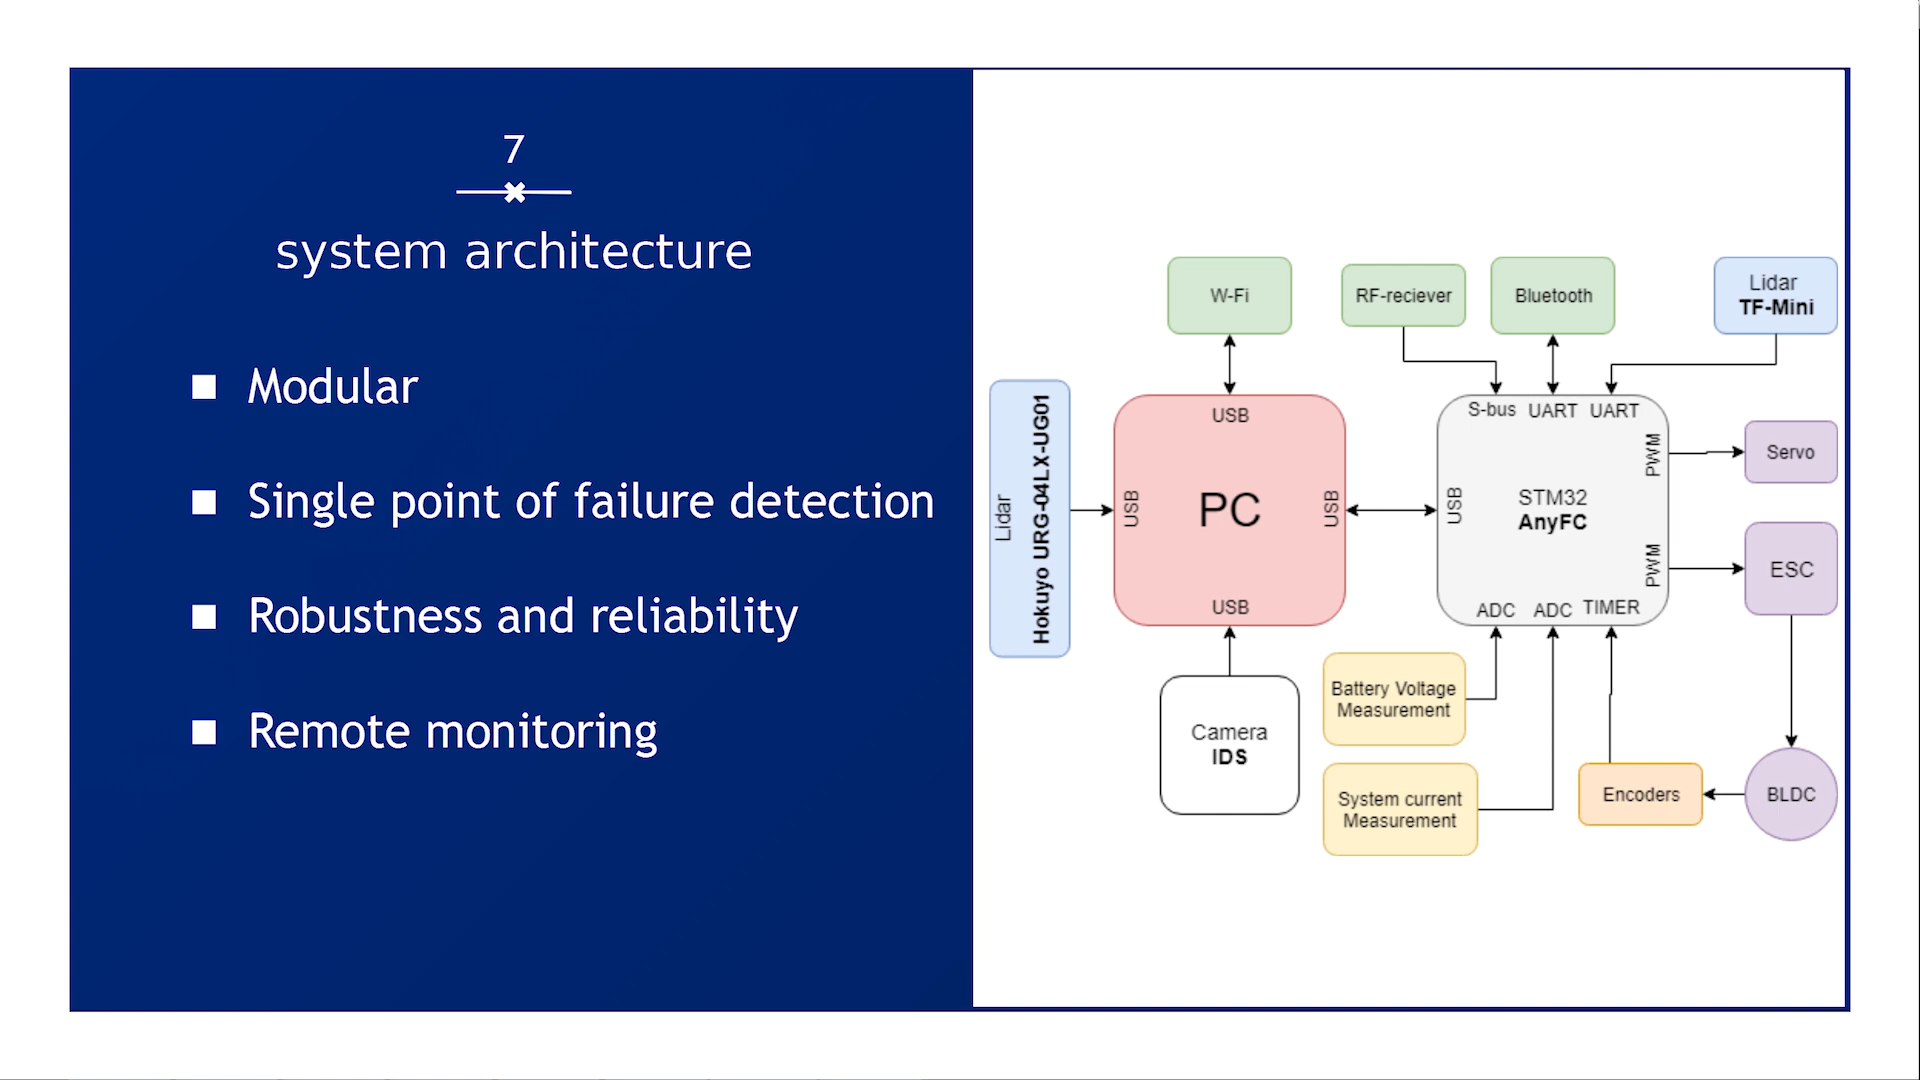 7
system architecture
Modular
Single point of failure detection
Robustness and reliability
Remote monitoring
W-Fi
RF-reciever
Bluetooth
Lidar
TF-Mini
Lidar
Hokuyo URG-04LX-UG01
USB
USB
PC
USB
USB
S-bus
UART
UART
PWM
Servo
USB
STM32
AnyFC
PWM
ESC
ADC
ADC
TIMER
Camera
IDS
Battery Voltage
Measurement
System current
Measurement
Encoders
BLDC